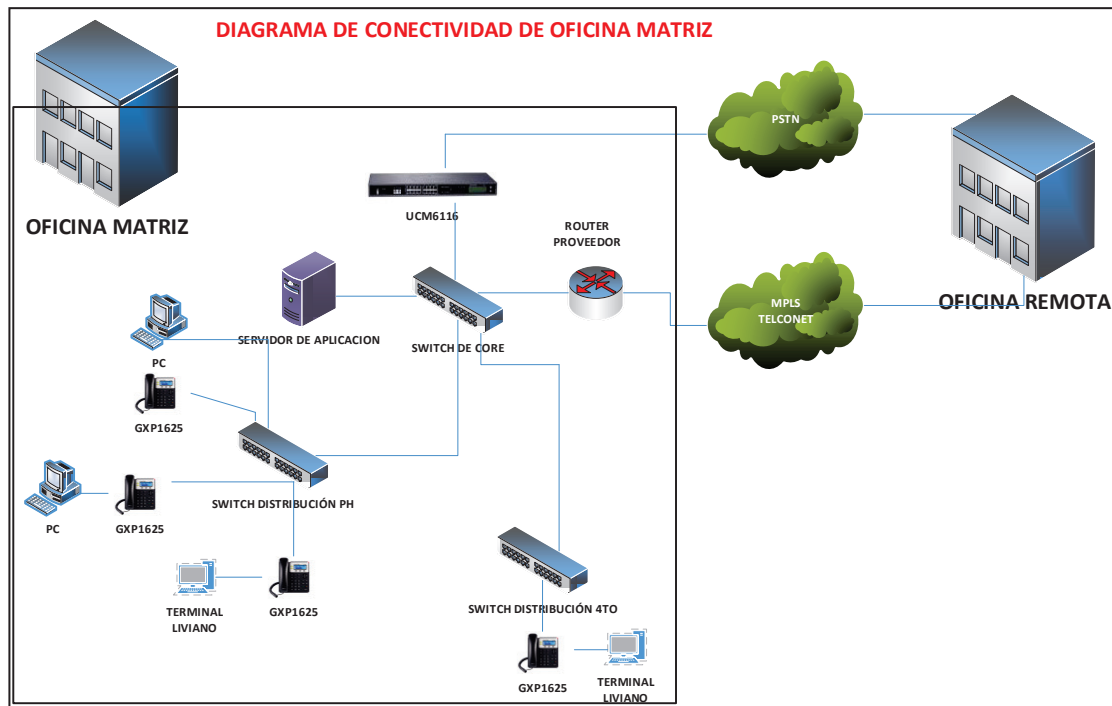 DIAGRAMA DE CONECTIVIDAD DE OFICINA MATRIZ
PSTN
OFICINA MATRIZ
UCM6116
ROUTER
PROVEEDOR
MPLS
TELCONET
OFICINA REMOTA
SERVIDOR DE APLICACION
SWITCH DE CORE
PC
GXP1625
SWITCH DISTRIBUCIÓN PH
PC
GXP1625
TERMINAL
LIVIANO
GXP1625
SWITCH DISTRIBUCIÓN 4TO
GXP1625
TERMINAL
LIVIANO